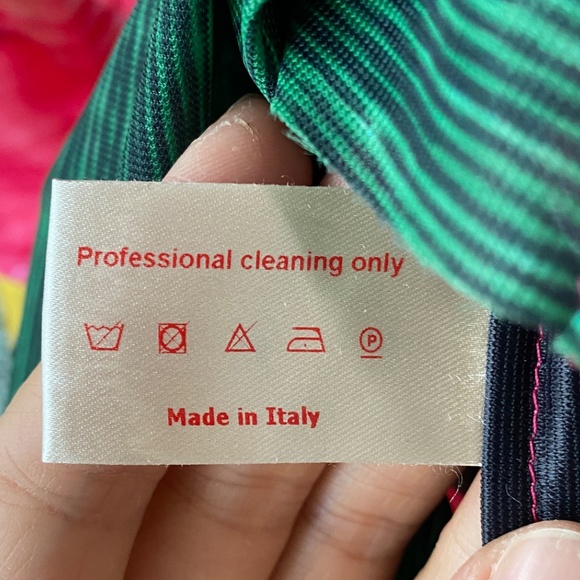 Professional cleaning only
P
Made in Italy